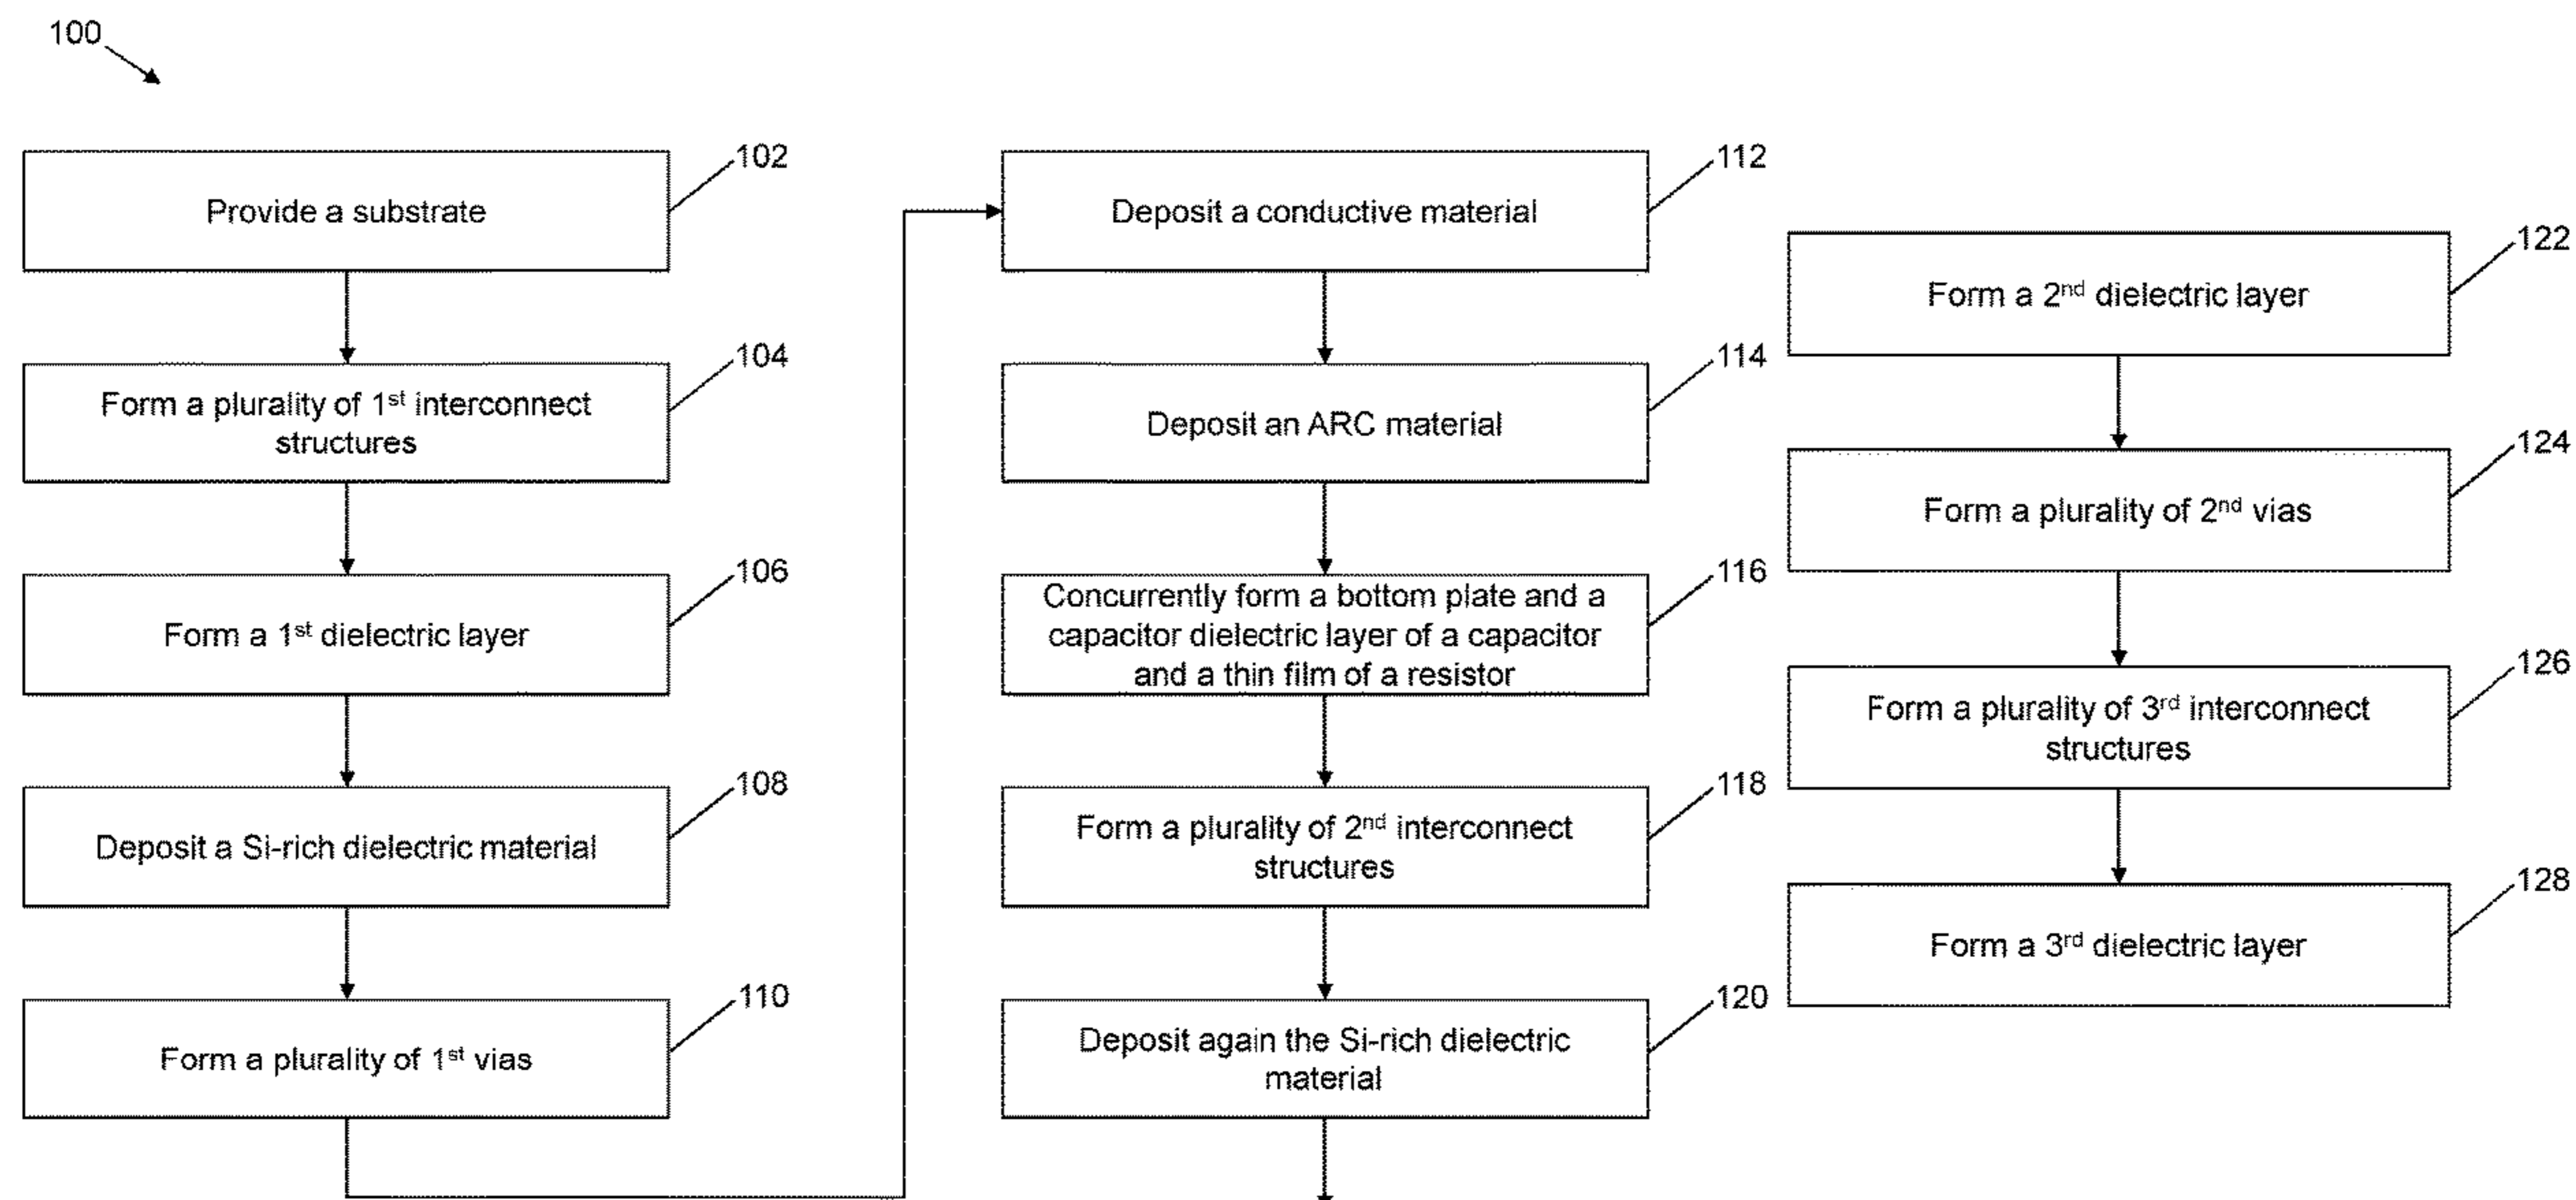 100
102
Provide a substrate
104
Form a plurality of 1st interconnect
structures
106
Form a 1st dielectric layer
108
Deposit a Si-rich dielectric material
110
Form a plurality of 1st vias
112
Deposit a conductive material
114
Deposit an ARC material
116
Concurrently form a bottom plate and a
capacitor dielectric layer of a capacitor
and a thin film of a resistor
118
Form a plurality of 2nd interconnect
structures
120
Deposit again the Si-rich dielectric
material
122
Form a 2nd dielectric layer
124
Form a plurality of 2nd vias
126
Form a plurality of 3rd interconnect
structures
128
Form a 3rd dielectric layer